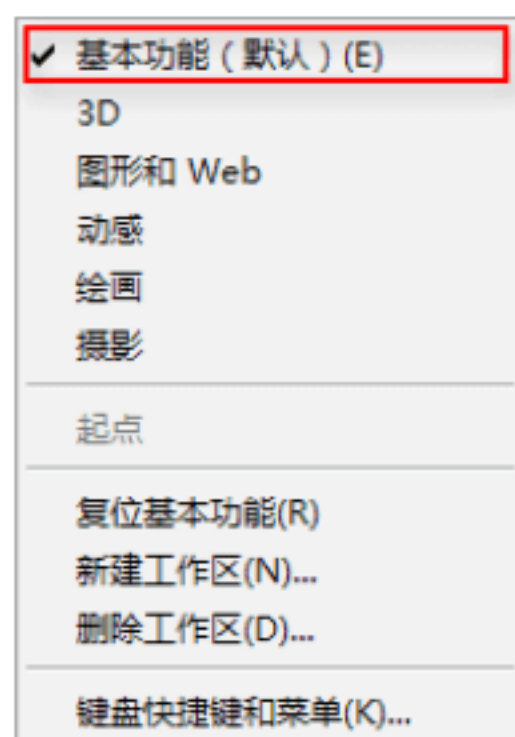 基本功能（默认）(E)
3D
图形和 Web
动感
绘画
摄影
起点
复位基本功能(R)
新建工作区(N)...
删除工作区(D)...
键盘快捷键和菜单(K)...